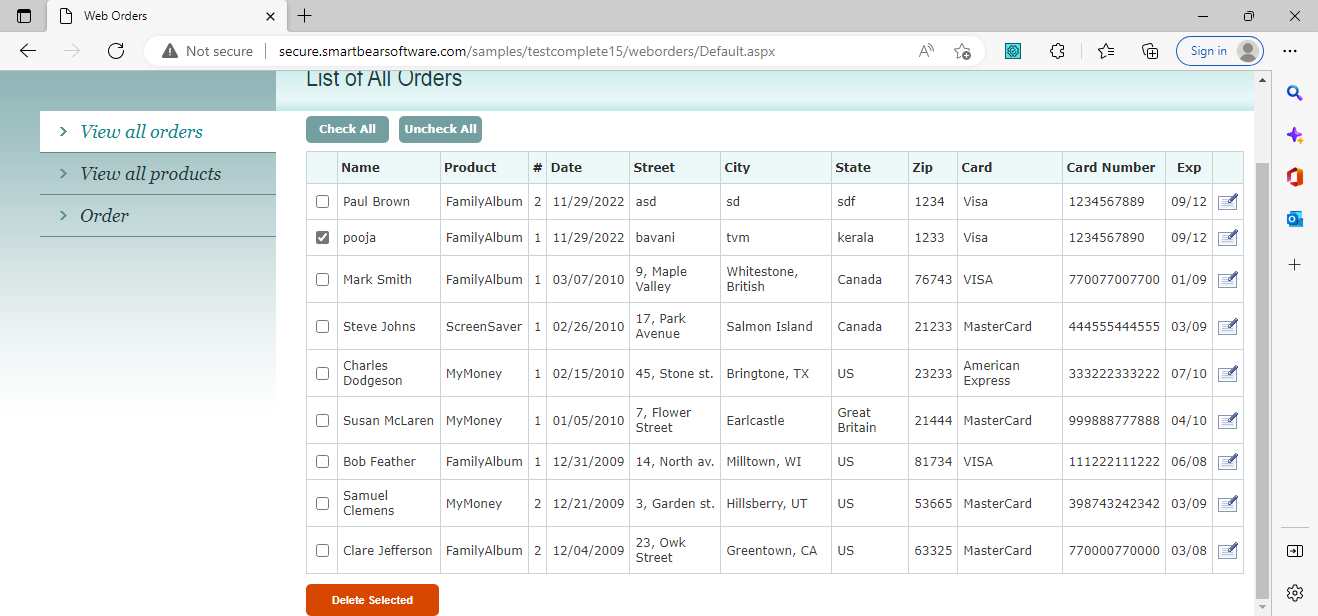 Web Orders
Not secure secure.smartbearsoftware.com/samples/testcomplete15/weborders/Default.aspx Sign in
List of All Orders
View all orders
View all products
Order
Check All Uncheck All
Name Product # Date Street City State Zip Card Card Number Exp
Paul Brown FamilyAlbum 2 11/29/2022 asd sd sdf 1234 Visa 1234567889 09/12
pooja FamilyAlbum 1 11/29/2022 bavani tvm kerala 1233 Visa 1234567890 09/12
Mark Smith FamilyAlbum 1 03/07/2010 9, Maple Valley Whitestone, British Canada 76743 VISA 770077007700 01/09
Steve Johns ScreenSaver 1 02/26/2010 17, Park Avenue Salmon Island Canada 21233 MasterCard 444555444555 03/09
Charles Dodgeson MyMoney 1 02/15/2010 45, Stone st. Bringtone, TX US 23233 American Express 333222333222 07/10
Susan McLaren MyMoney 1 01/05/2010 7, Flower Street Earlcastle Great Britain 21444 MasterCard 999888777888 04/10
Bob Feather FamilyAlbum 1 12/31/2009 14, North av. Milltown, WI US 81734 VISA 111222111222 06/08
Samuel Clemens MyMoney 2 12/21/2009 3, Garden st. Hillsberry, UT US 53665 MasterCard 398743242342 03/09
Clare Jefferson FamilyAlbum 2 12/04/2009 23, Owk Street Greentown, CA US 63325 MasterCard 770000770000 03/08
Delete Selected